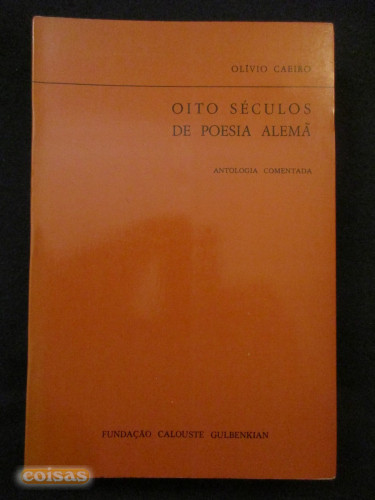 OLÍVIO CAEIRO
OITO SÉCULOS
DE POESIA ALEMÃ
ANTOLOGIA COMENTADA
FUNDAÇÃO CALOUSTE GULBENKIAN
coisas